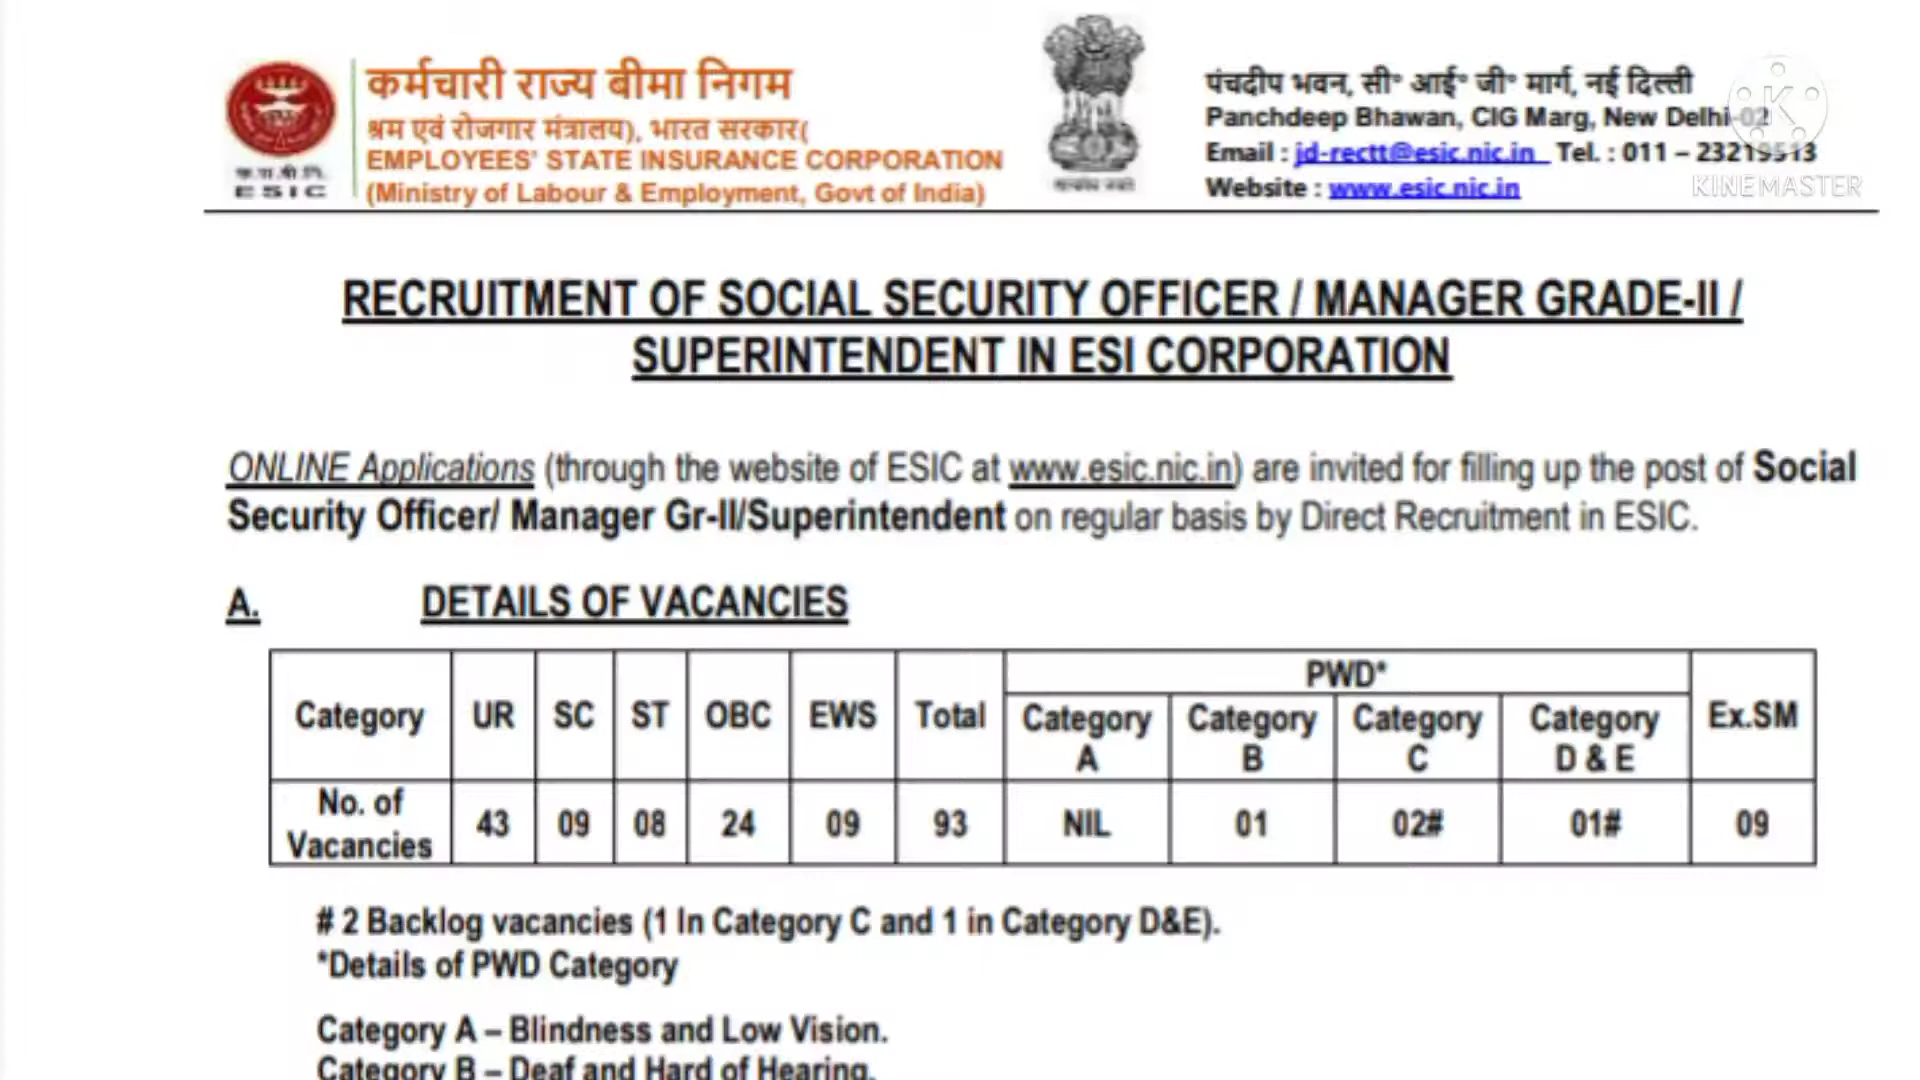 कर्मचारी राज्य बीमा निगम
श्रम एवं रोजगार मंत्रालय), भारत सरकार(
EMPLOYEES' STATE INSURANCE CORPORATION
(Ministry of Labour & Employment, Govt of India)
क.रा.बी.नि.
ESIC
पंचदीप भवन, सी॰ आई॰ जी॰ मार्ग, नई दिल्ली
Panchdeep Bhawan, CIG Marg, New Delhi-02
Email : jd-rectt@esic.nic.in Tel. : 011 – 23219513
Website : www.esic.nic.in
KINEMASTER
RECRUITMENT OF SOCIAL SECURITY OFFICER / MANAGER GRADE-II /
SUPERINTENDENT IN ESI CORPORATION
ONLINE Applications (through the website of ESIC at www.esic.nic.in) are invited for filling up the post of Social
Security Officer/ Manager Gr-II/Superintendent on regular basis by Direct Recruitment in ESIC.
A. DETAILS OF VACANCIES
Category UR SC ST OBC EWS Total PWD* Ex.SM
Category A Category B Category C Category D & E
No. of Vacancies 43 09 08 24 09 93 NIL 01 02# 01# 09
# 2 Backlog vacancies (1 In Category C and 1 in Category D&E).
*Details of PWD Category
Category A – Blindness and Low Vision.
Category B – Deaf and Hard of Hearing.